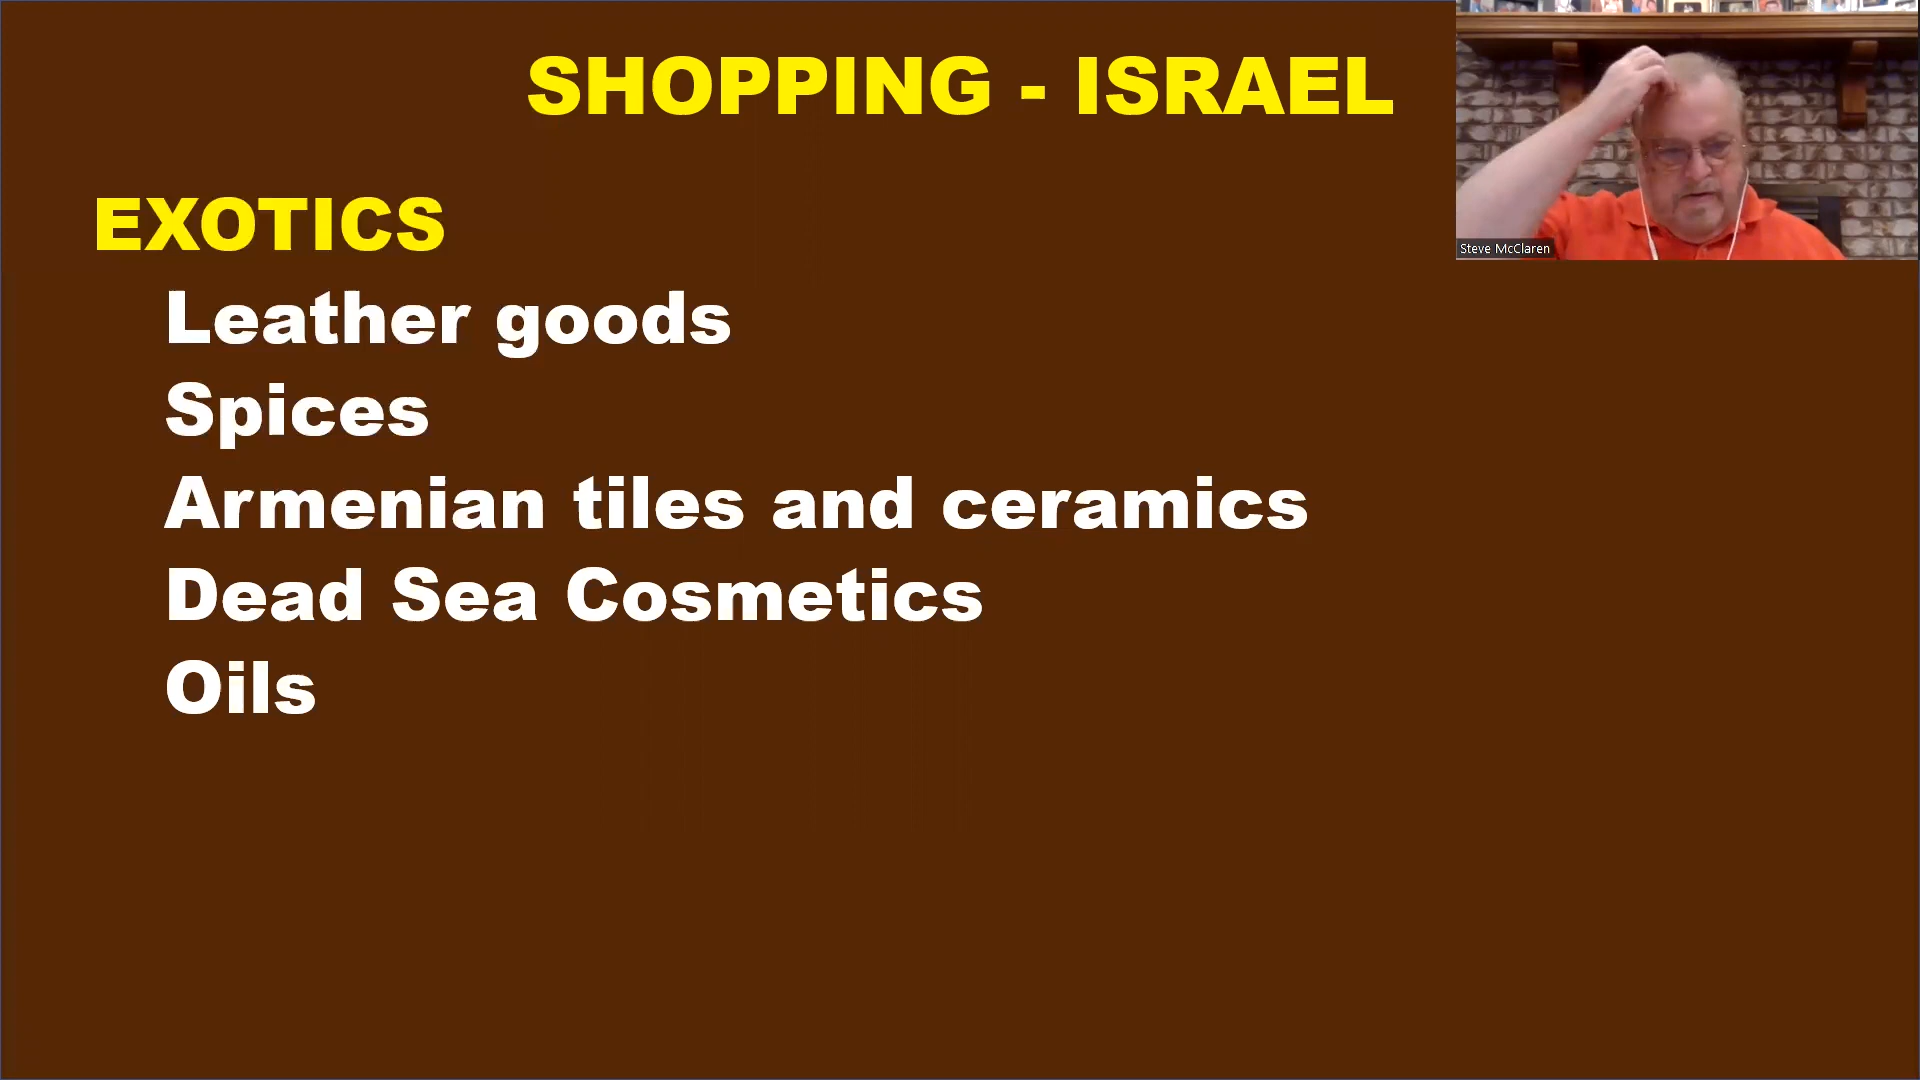 SHOPPING - ISRAEL
Steve McClaren
EXOTICS
Leather goods
Spices
Armenian tiles and ceramics
Dead Sea Cosmetics
Oils